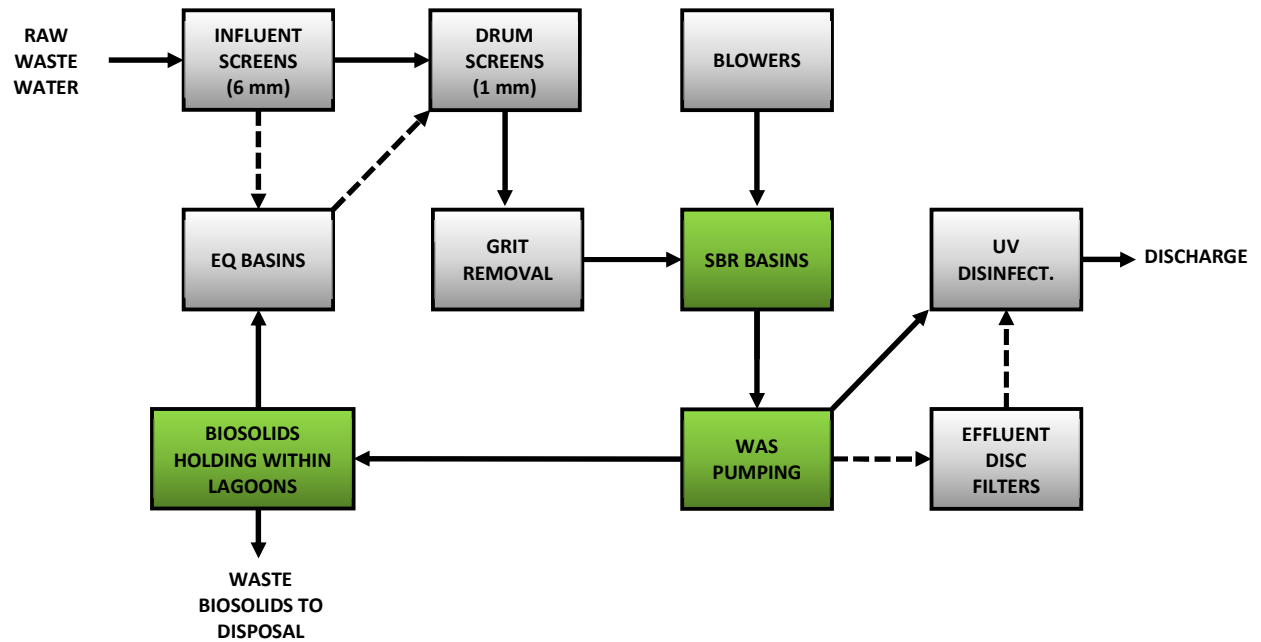 RAW
WASTE
WATER
INFLUENT
SCREENS
(6 mm)
DRUM
SCREENS
(1 mm)
BLOWERS
EQ BASINS
GRIT
REMOVAL
SBR BASINS
UV
DISINFECT.
DISCHARGE
BIOSOLIDS
HOLDING WITHIN
LAGOONS
WAS
PUMPING
EFFLUENT
DISC
FILTERS
WASTE
BIOSOLIDS TO
DISPOSAL